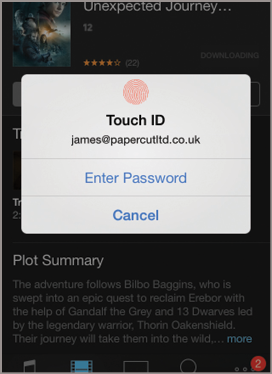 Unexpected Journey…
12
(22)
DOWNLOADING
Touch ID
james@papercutltd.co.uk
Enter Password
Cancel
Plot Summary
The adventure follows Bilbo Baggins, who is
swept into an epic quest to reclaim Erebor with
the help of Gandalf the Grey and 13 Dwarves led
by the legendary warrior, Thorin Oakenshield.
Their journey will take them into the wild,… more
2